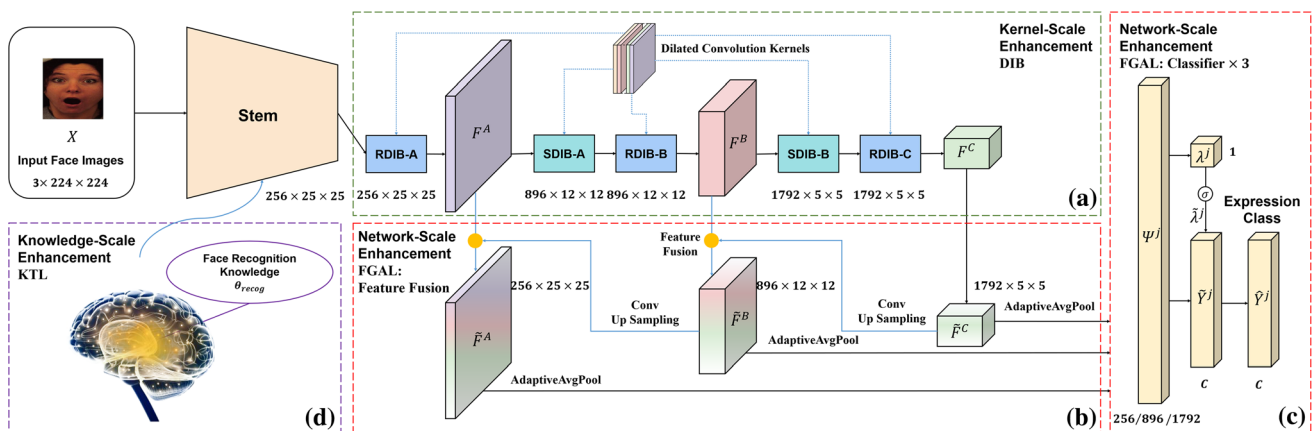 X
Input Face Images
3× 224 × 224
Stem
256 × 25 × 25
Knowledge-Scale
Enhancement
KTL
Face Recognition
Knowledge
θ_recog
(d)
Kernel-Scale
Enhancement
DIB
Dilated Convolution Kernels
RDIB-A
256 × 25 × 25
F^A
SDIB-A
896 × 12 × 12
RDIB-B
896 × 12 × 12
F^B
SDIB-B
1792 × 5 × 5
RDIB-C
1792 × 5 × 5
F^C
(a)
Network-Scale
Enhancement
FGAL:
Feature Fusion
Feature
Fusion
256 × 25 × 25
896 × 12 × 12
1792 × 5 × 5
Conv
Up Sampling
Conv
Up Sampling
F̃^A
F̃^B
F̃^C
AdaptiveAvgPool
AdaptiveAvgPool
AdaptiveAvgPool
(b)
Network-Scale
Enhancement
FGAL: Classifier × 3
Ψ^j
λ^j
1
σ
λ̃^j
Expression
Class
Ỹ^j
Ŷ^j
C
C
256/896/1792
(c)